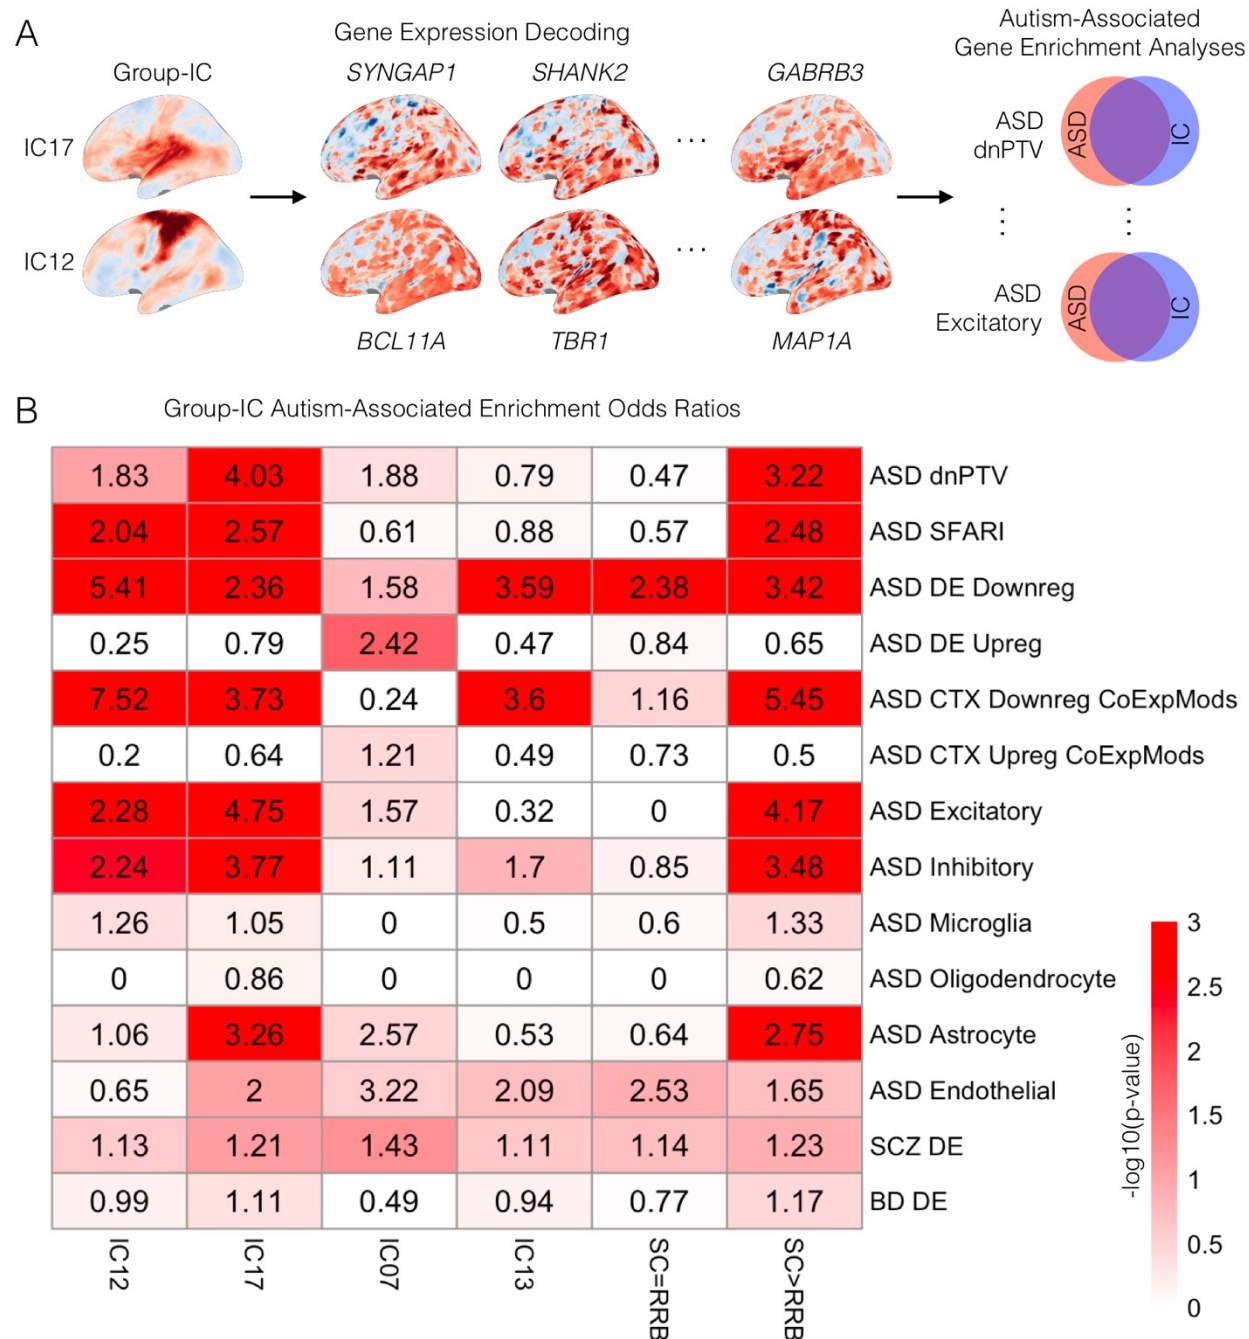 A
Gene Expression Decoding
Autism-Associated
Gene Enrichment Analyses
Group-IC
SYNGAP1
SHANK2
GABRB3
IC17
...
ASD
dnPTV
ASD
IC
IC12
...
ASD
Excitatory
ASD
IC
BCL11A
TBR1
MAP1A
B
Group-IC Autism-Associated Enrichment Odds Ratios
1.83 4.03 1.88 0.79 0.47 3.22 ASD dnPTV
2.04 2.57 0.61 0.88 0.57 2.48 ASD SFARI
5.41 2.36 1.58 3.59 2.38 3.42 ASD DE Downreg
0.25 0.79 2.42 0.47 0.84 0.65 ASD DE Upreg
7.52 3.73 0.24 3.6 1.16 5.45 ASD CTX Downreg CoExpMods
0.2 0.64 1.21 0.49 0.73 0.5 ASD CTX Upreg CoExpMods
2.28 4.75 1.57 0.32 0 4.17 ASD Excitatory
2.24 3.77 1.11 1.7 0.85 3.48 ASD Inhibitory
1.26 1.05 0 0.5 0.6 1.33 ASD Microglia
0 0.86 0 0 0 0.62 ASD Oligodendrocyte
1.06 3.26 2.57 0.53 0.64 2.75 ASD Astrocyte
0.65 2 3.22 2.09 2.53 1.65 ASD Endothelial
1.13 1.21 1.43 1.11 1.14 1.23 SCZ DE
0.99 1.11 0.49 0.94 0.77 1.17 BD DE
IC12
IC17
IC07
IC13
SC=RRB
SC>RRB
-log10(p-value)
3
2.5
2
1.5
1
0.5
0